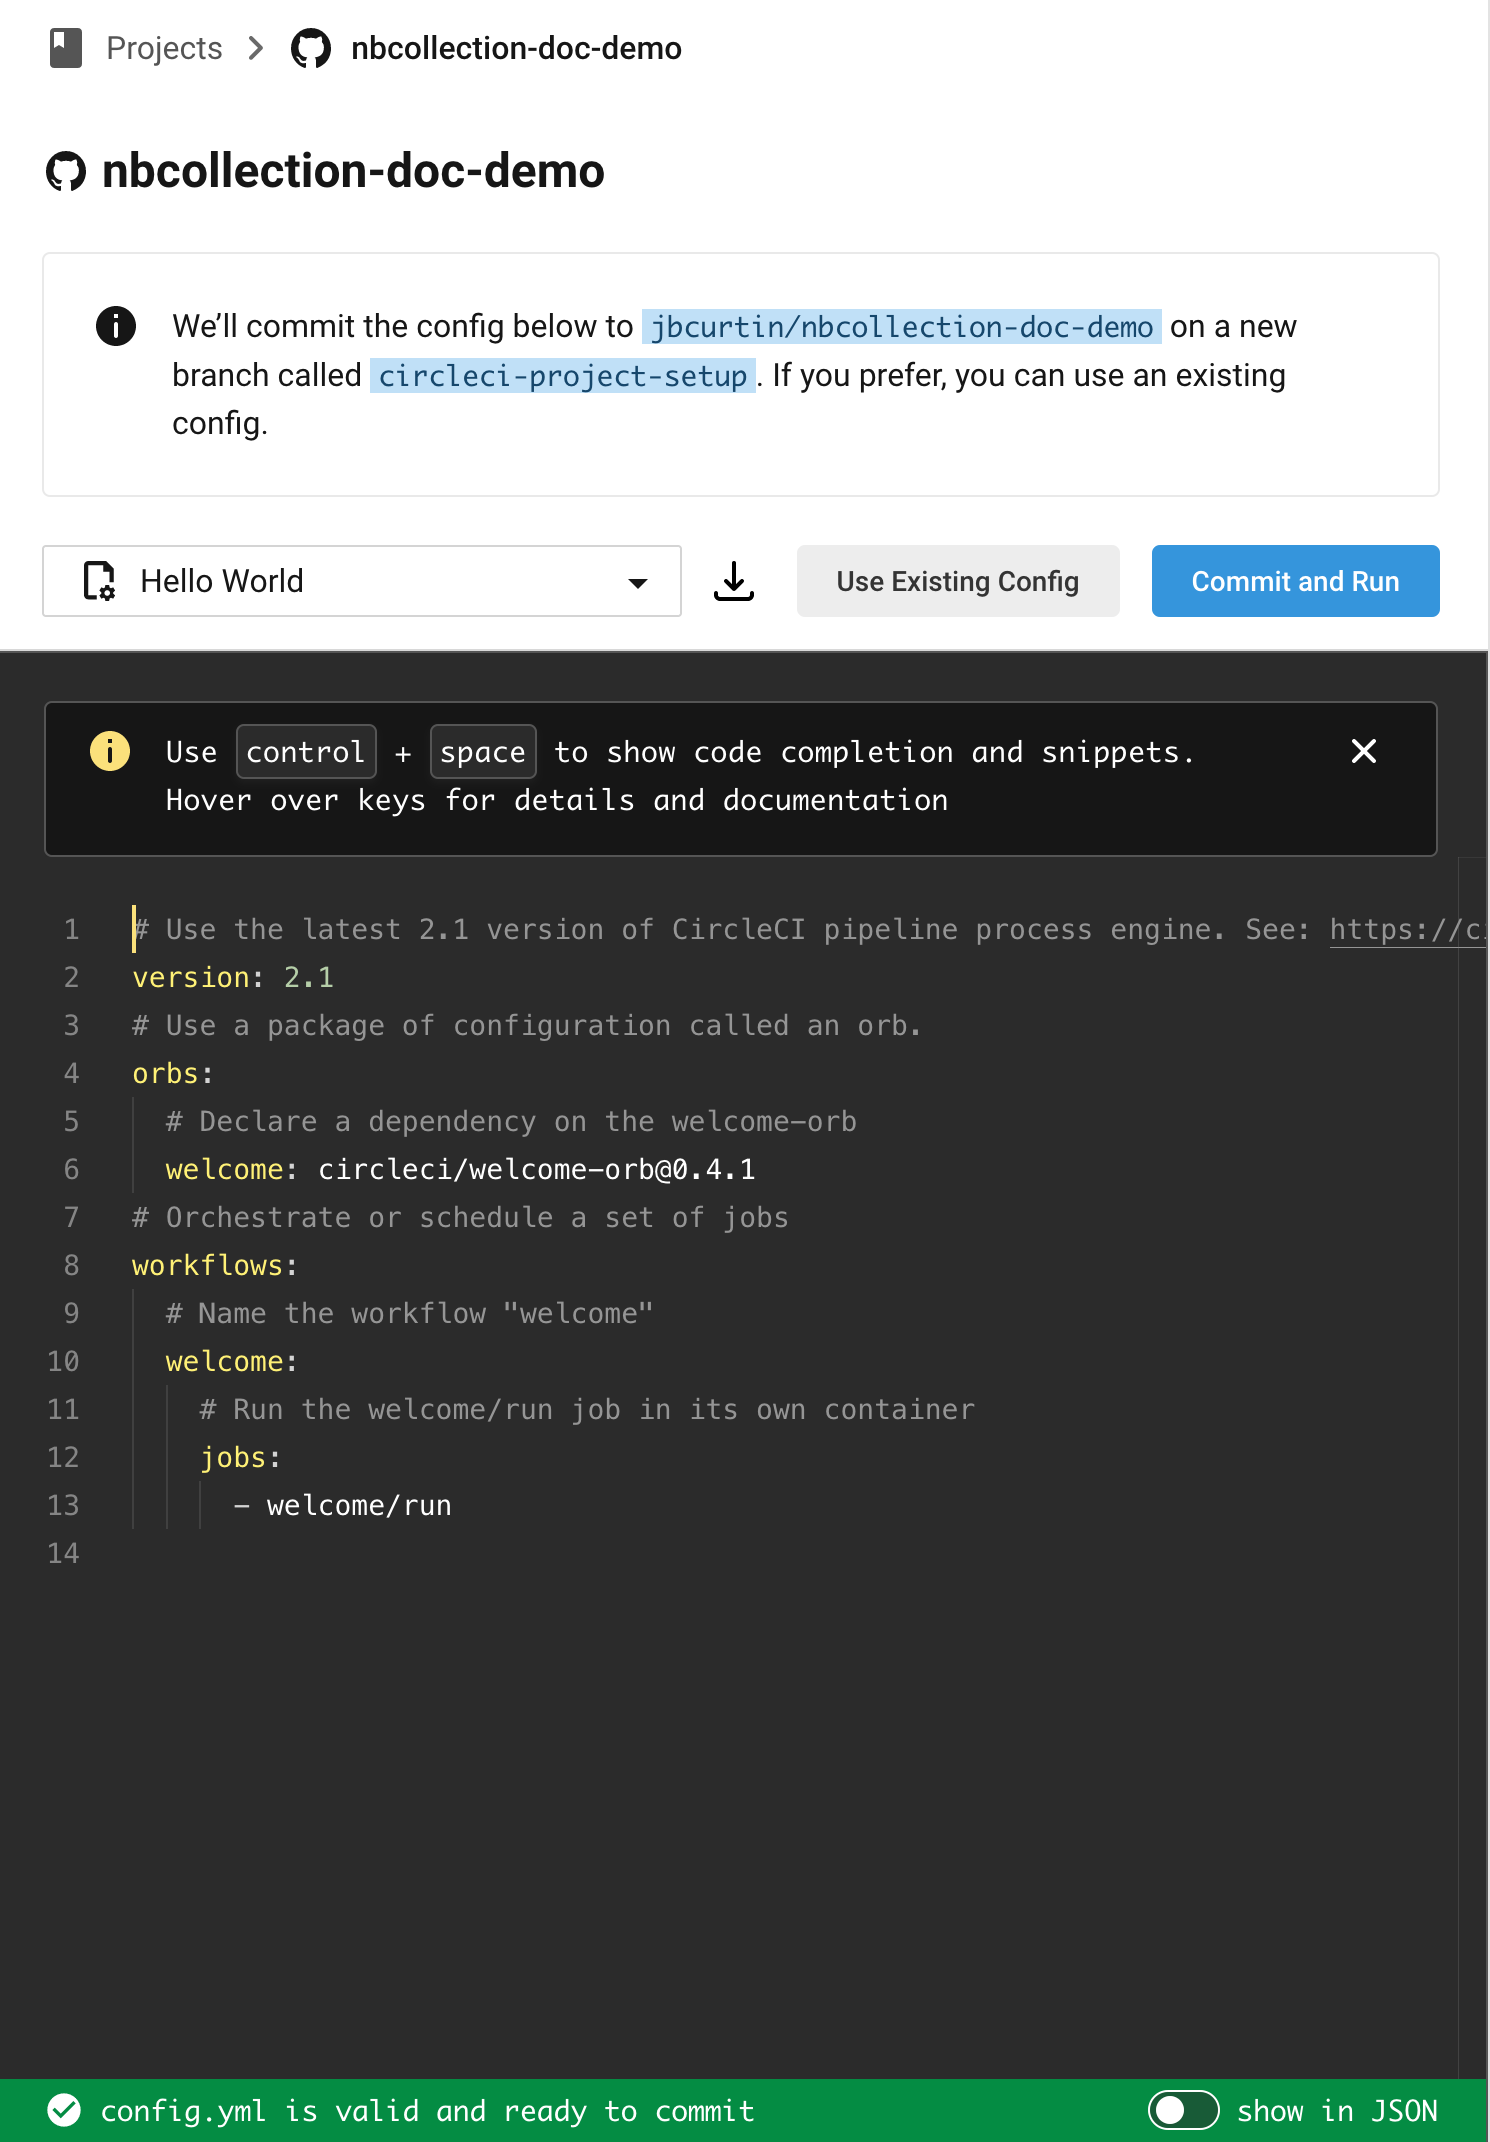 Projects > nbcollection-doc-demo
nbcollection-doc-demo
We’ll commit the config below to jbcurtin/nbcollection-doc-demo on a new
branch called circleci-project-setup. If you prefer, you can use an existing
config.
Hello World
Use Existing Config
Commit and Run
Use control + space to show code completion and snippets.
Hover over keys for details and documentation
1 # Use the latest 2.1 version of CircleCI pipeline process engine. See: https://c
2 version: 2.1
3 # Use a package of configuration called an orb.
4 orbs:
5   # Declare a dependency on the welcome-orb
6   welcome: circleci/welcome-orb@0.4.1
7 # Orchestrate or schedule a set of jobs
8 workflows:
9   # Name the workflow "welcome"
10   welcome:
11     # Run the welcome/run job in its own container
12     jobs:
13       - welcome/run
14
config.yml is valid and ready to commit
show in JSON